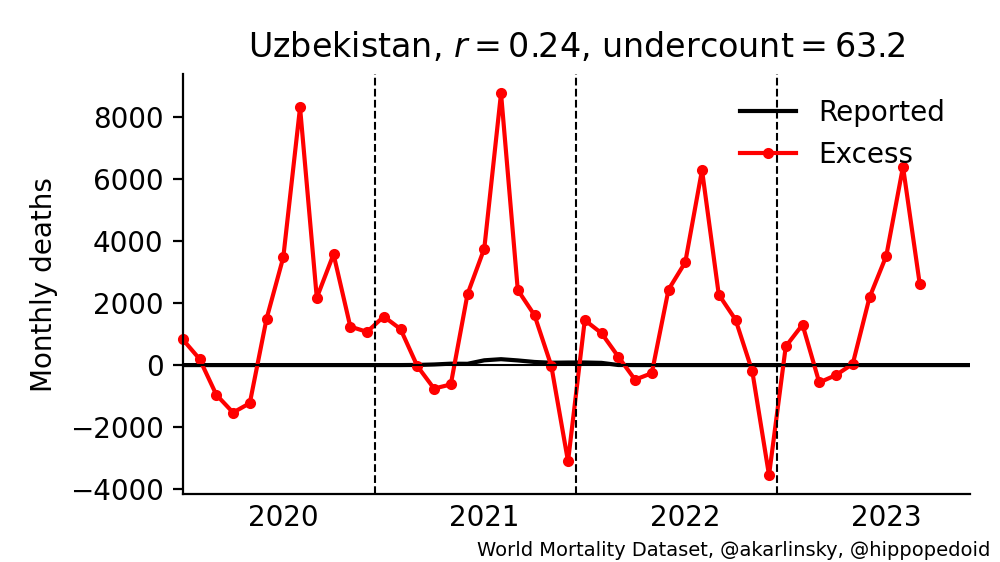 Uzbekistan, r = 0.24, undercount = 63.2
Monthly deaths
8000
6000
4000
2000
0
−2000
−4000
Reported
Excess
2020 2021 2022 2023
World Mortality Dataset, @akarlinsky, @hippopedoid